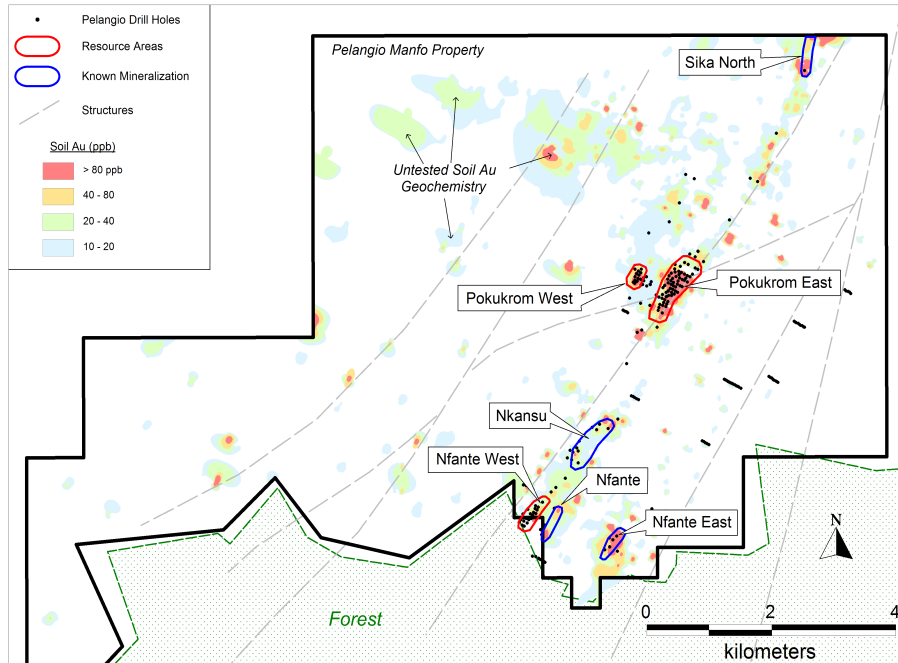 Pelangio Drill Holes
Resource Areas
Known Mineralization
Structures
Soil Au (ppb)
> 80 ppb
40 - 80
20 - 40
10 - 20
Pelangio Manfo Property
Sika North
Untested Soil Au
Geochemistry
Pokukrom West
Pokukrom East
Nkansu
Nfante West
Nfante
Nfante East
N
Forest
0 2 4
kilometers